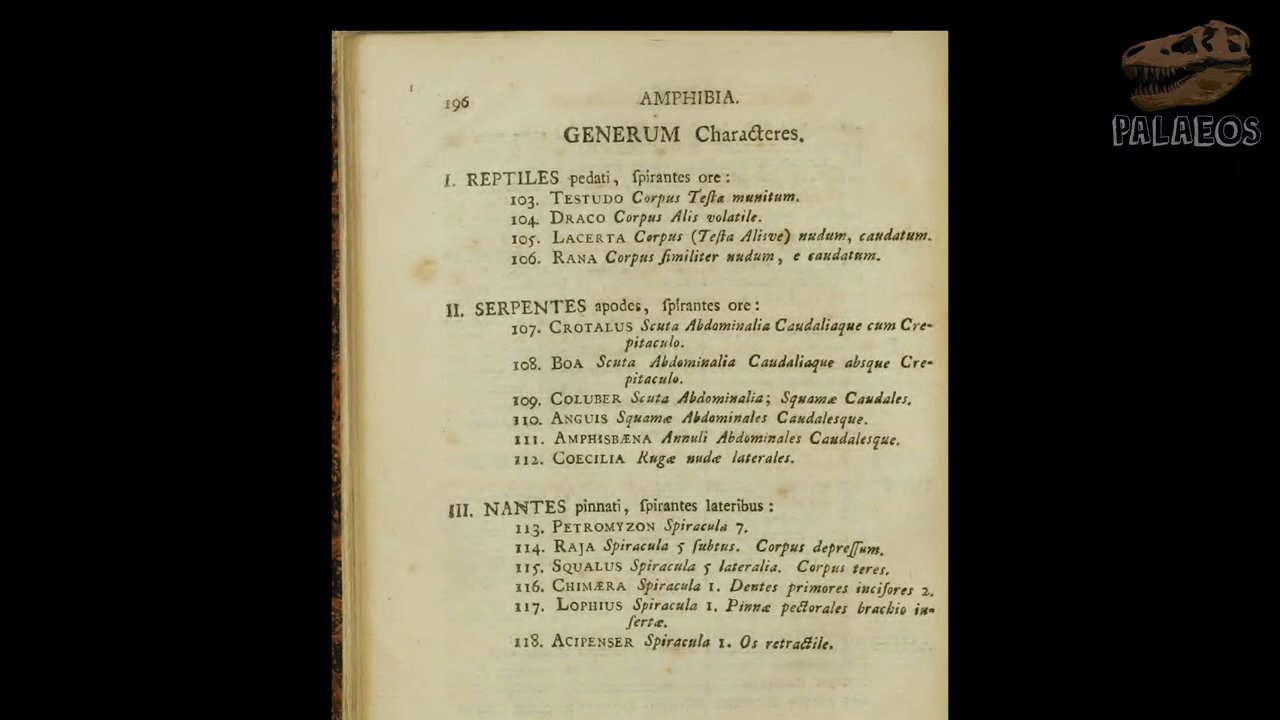 196 AMPHIBIA.
GENERUM Characteres.
I. REPTILES pedati, ſpirantes ore:
103. TESTUDO Corpus Teſta munitum.
104. DRACO Corpus Alis volatile.
105. LACERTA Corpus (Teſta Alisve) nudum, caudatum.
106. RANA Corpus ſimiliter nudum, e caudatum.
II. SERPENTES apodes, ſpirantes ore:
107. CROTALUS Scuta Abdominalia Caudaliaque cum Cre-
pitaculo.
108. BOA Scuta Abdominalia Caudaliaque absque Cre-
pitaculo.
109. COLUBER Scuta Abdominalia; Squamæ Caudales.
110. ANGUIS Squamæ Abdominales Caudalesque.
111. AMPHISBÆNA Annuli Abdominales Caudalesque.
112. COECILIA Rugæ nudæ laterales.
III. NANTES pinnati, ſpirantes lateribus:
113. PETROMYZON Spiracula 7.
114. RAJA Spiracula 5 ſubtus. Corpus depreſſum.
115. SQUALUS Spiracula 5 lateralia. Corpus teres.
116. CHIMÆRA Spiracula 1. Dentes primores inciſores 2.
117. LOPHIUS Spiracula 1. Pinnæ pectorales brachio in-
ſertæ.
118. ACIPENSER Spiracula 1. Os retractile.
PALAEOS